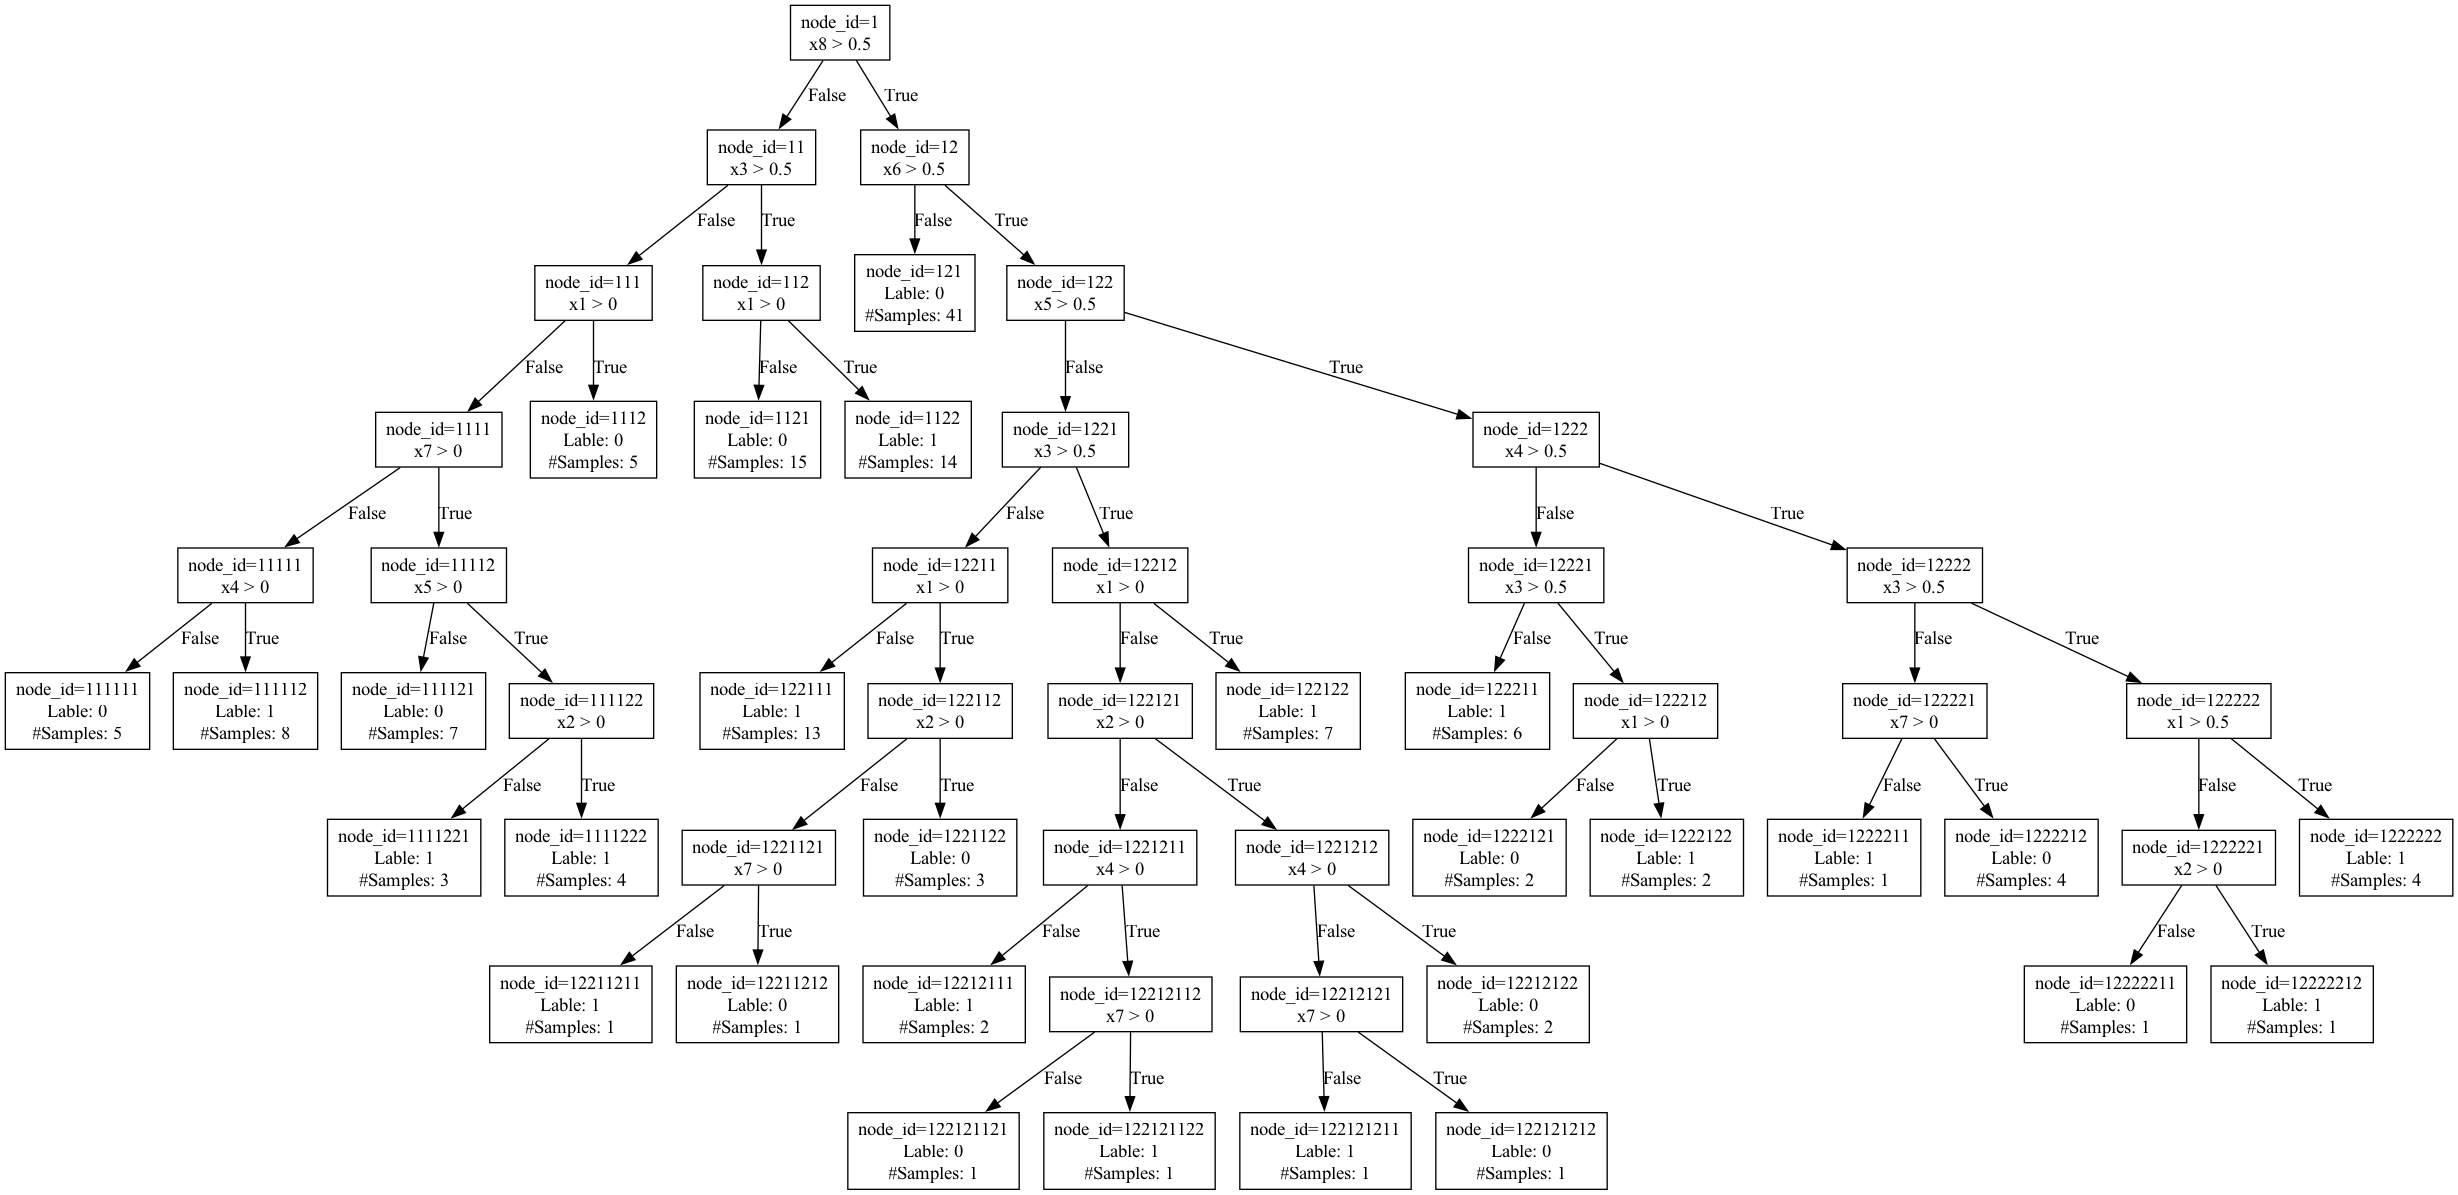 node_id=1
x8 > 0.5
False
True
node_id=11
x3 > 0.5
node_id=12
x6 > 0.5
False
True
False
True
node_id=111
x1 > 0
node_id=112
x1 > 0
node_id=121
Lable: 0
#Samples: 41
node_id=122
x5 > 0.5
False
True
False
True
False
True
node_id=1111
x7 > 0
node_id=1112
Lable: 0
#Samples: 5
node_id=1121
Lable: 0
#Samples: 15
node_id=1122
Lable: 1
#Samples: 14
node_id=1221
x3 > 0.5
node_id=1222
x4 > 0.5
False
True
False
True
False
True
node_id=11111
x4 > 0
node_id=11112
x5 > 0
node_id=12211
x1 > 0
node_id=12212
x1 > 0
node_id=12221
x3 > 0.5
node_id=12222
x3 > 0.5
False
True
False
True
False
True
False
True
False
True
False
True
node_id=111111
Lable: 0
#Samples: 5
node_id=111112
Lable: 1
#Samples: 8
node_id=111121
Lable: 0
#Samples: 7
node_id=111122
x2 > 0
node_id=122111
Lable: 1
#Samples: 13
node_id=122112
x2 > 0
node_id=122121
x2 > 0
node_id=122122
Lable: 1
#Samples: 7
node_id=122211
Lable: 1
#Samples: 6
node_id=122212
x1 > 0
node_id=122221
x7 > 0
node_id=122222
x1 > 0.5
False
True
False
True
False
True
False
True
False
True
False
True
node_id=1111221
Lable: 1
#Samples: 3
node_id=1111222
Lable: 1
#Samples: 4
node_id=1221121
x7 > 0
node_id=1221122
Lable: 0
#Samples: 3
node_id=1221211
x4 > 0
node_id=1221212
x4 > 0
node_id=1222121
Lable: 0
#Samples: 2
node_id=1222122
Lable: 1
#Samples: 2
node_id=1222211
Lable: 1
#Samples: 1
node_id=1222212
Lable: 0
#Samples: 4
node_id=1222221
x2 > 0
node_id=1222222
Lable: 1
#Samples: 4
False
True
False
True
False
True
False
True
node_id=12211211
Lable: 1
#Samples: 1
node_id=12211212
Lable: 0
#Samples: 1
node_id=12212111
Lable: 1
#Samples: 2
node_id=12212112
x7 > 0
node_id=12212121
x7 > 0
node_id=12212122
Lable: 0
#Samples: 2
node_id=12222211
Lable: 0
#Samples: 1
node_id=12222212
Lable: 1
#Samples: 1
False
True
False
True
node_id=122121121
Lable: 0
#Samples: 1
node_id=122121122
Lable: 1
#Samples: 1
node_id=122121211
Lable: 1
#Samples: 1
node_id=122121212
Lable: 0
#Samples: 1